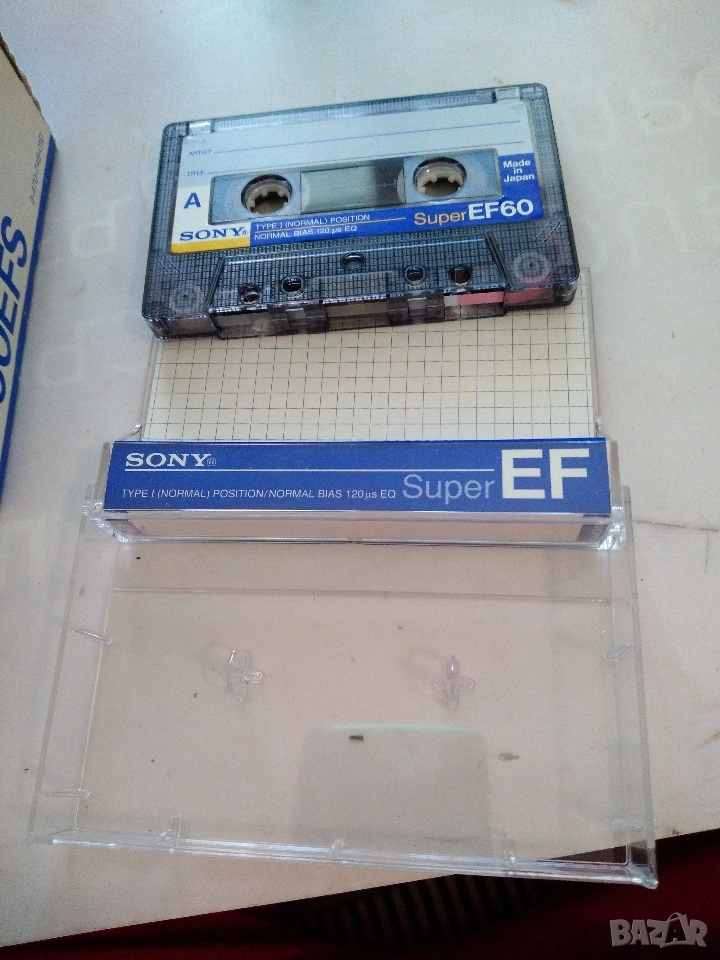 ARTIST
TITLE
A
Made
in
Japan
SONY®
TYPE I (NORMAL) POSITION
NORMAL BIAS 120 μs EQ
Super EF60
SONY®
TYPE I (NORMAL) POSITION/NORMAL BIAS 120 μs EQ
Super EF
BAZAR